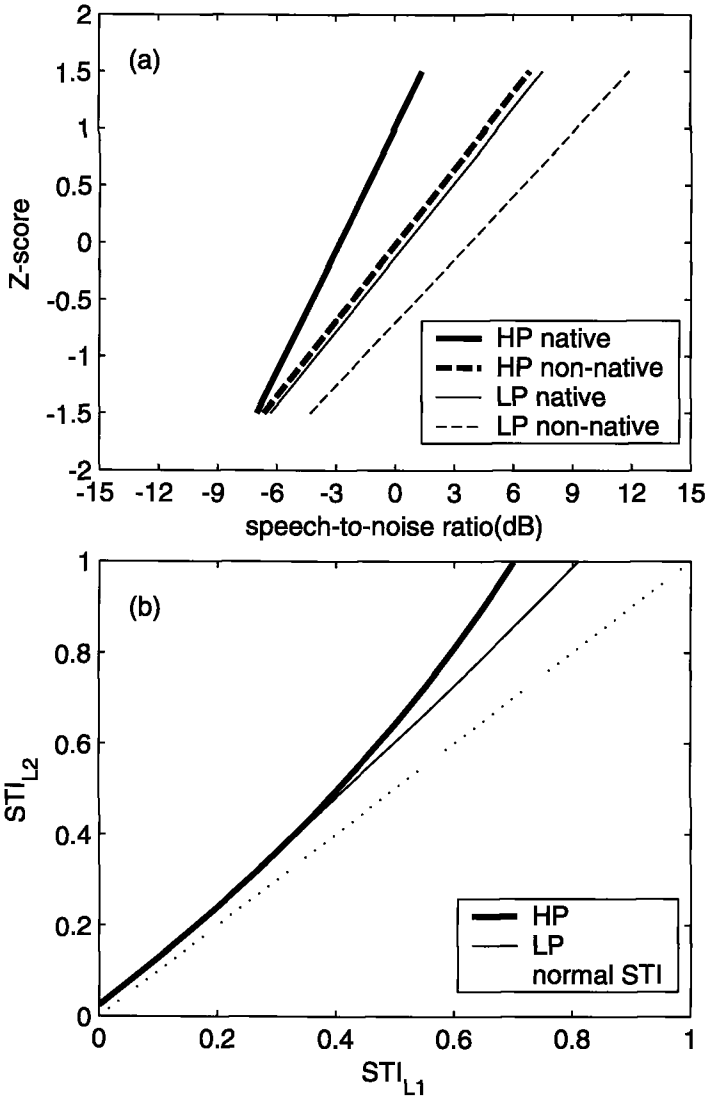 (a)
Z-score
2
1.5
1
0.5
0
-0.5
-1
-1.5
-2
HP native
HP non-native
LP native
LP non-native
-15 -12 -9 -6 -3 0 3 6 9 12 15
speech-to-noise ratio(dB)
(b)
STI_L2
1
0.8
0.6
0.4
0.2
0
HP
LP
normal STI
0 0.2 0.4 0.6 0.8 1
STI_L1